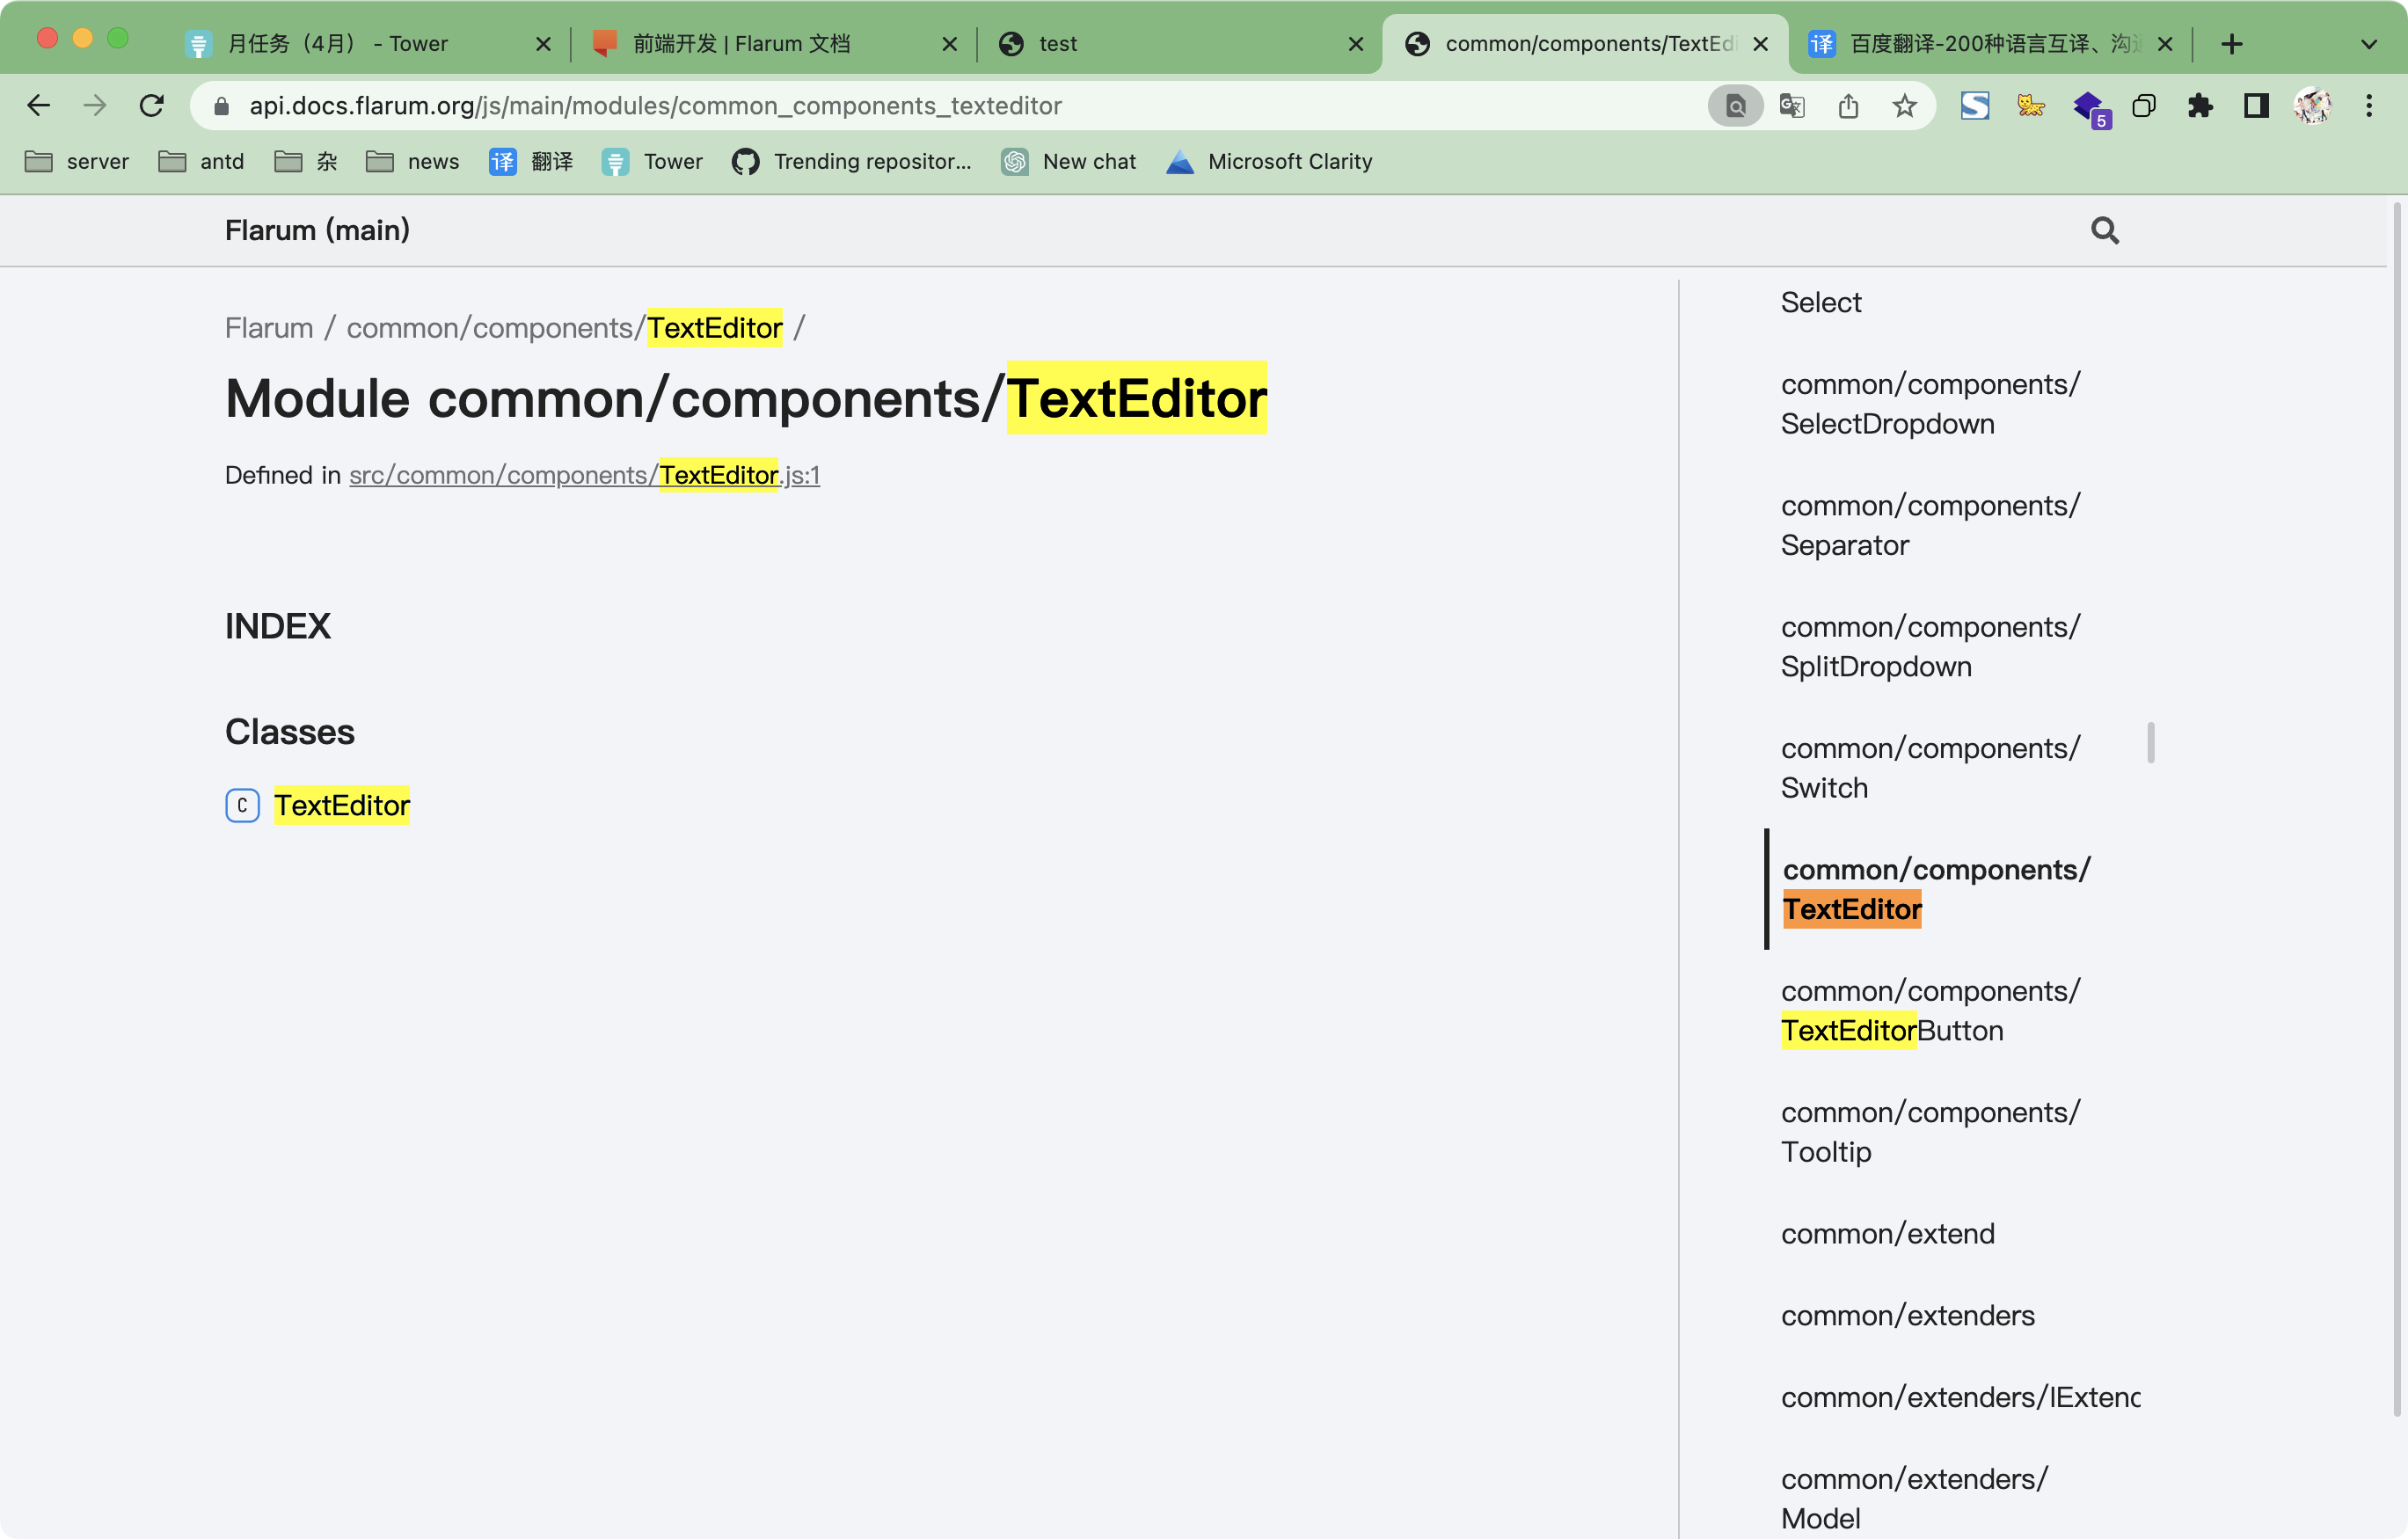 月任务（4月） - Tower
前端开发 | Flarum 文档
test
common/components/TextEdi
百度翻译-200种语言互译、沟通
api.docs.flarum.org/js/main/modules/common_components_texteditor
5
server
antd
杂
news
译 翻译
Tower
Trending repositor...
New chat
Microsoft Clarity
Flarum (main)
Flarum / common/components/TextEditor /
Module common/components/TextEditor
Defined in src/common/components/TextEditor.js:1
INDEX
Classes
C TextEditor
Select
common/components/
SelectDropdown
common/components/
Separator
common/components/
SplitDropdown
common/components/
Switch
common/components/
TextEditor
common/components/
TextEditorButton
common/components/
Tooltip
common/extend
common/extenders
common/extenders/IExtend
common/extenders/
Model